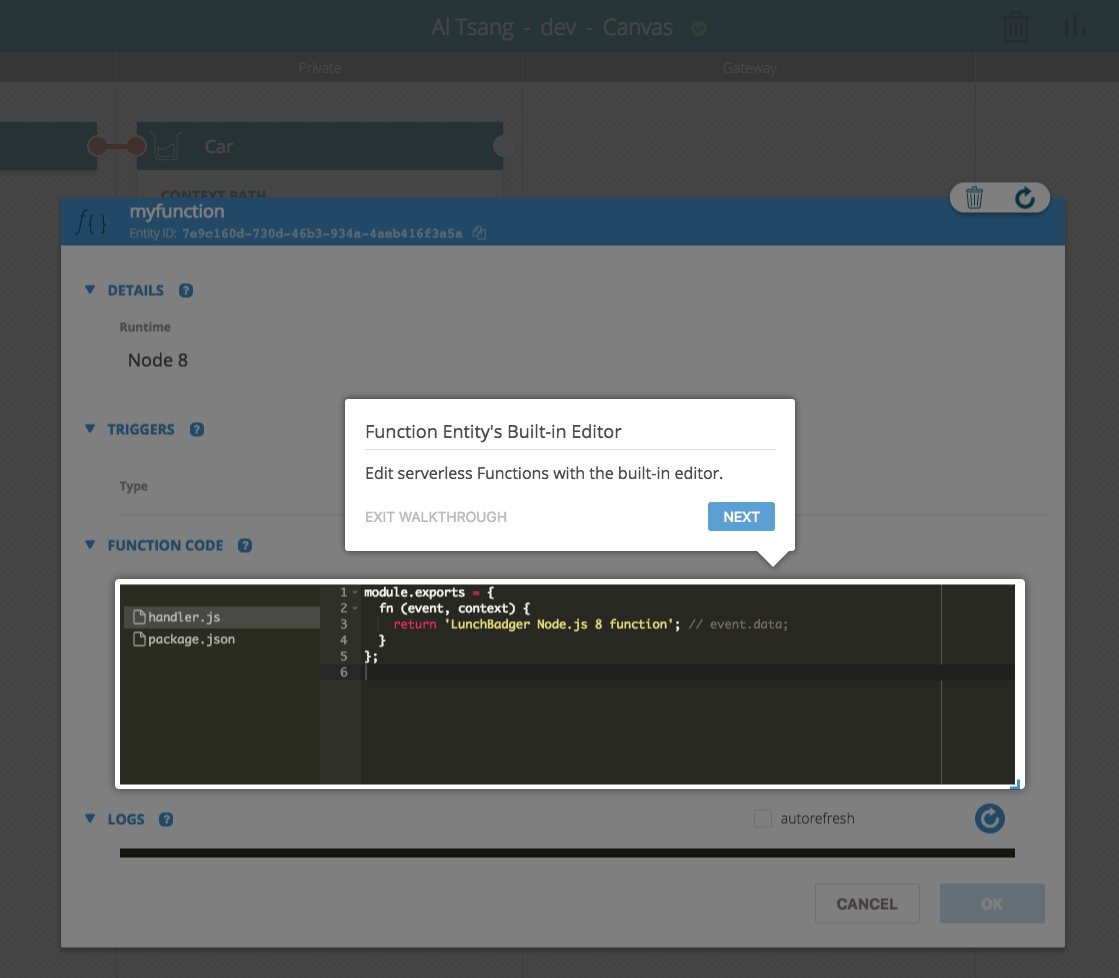 Al Tsang - dev - Canvas
Private
Gateway
Car
CONTEXT PATH
f{}
myfunction
Entity ID: 7e9c160d-730d-46b3-934a-4aeb416f3a5a
DETAILS ?
Runtime
Node 8
TRIGGERS ?
Type
Function Entity's Built-in Editor
Edit serverless Functions with the built-in editor.
EXIT WALKTHROUGH
NEXT
FUNCTION CODE ?
handler.js
package.json
1 module.exports = {
2 fn (event, context) {
3 return 'LunchBadger Node.js 8 function'; // event.data;
4 }
5 };
6
LOGS ?
autorefresh
CANCEL
OK